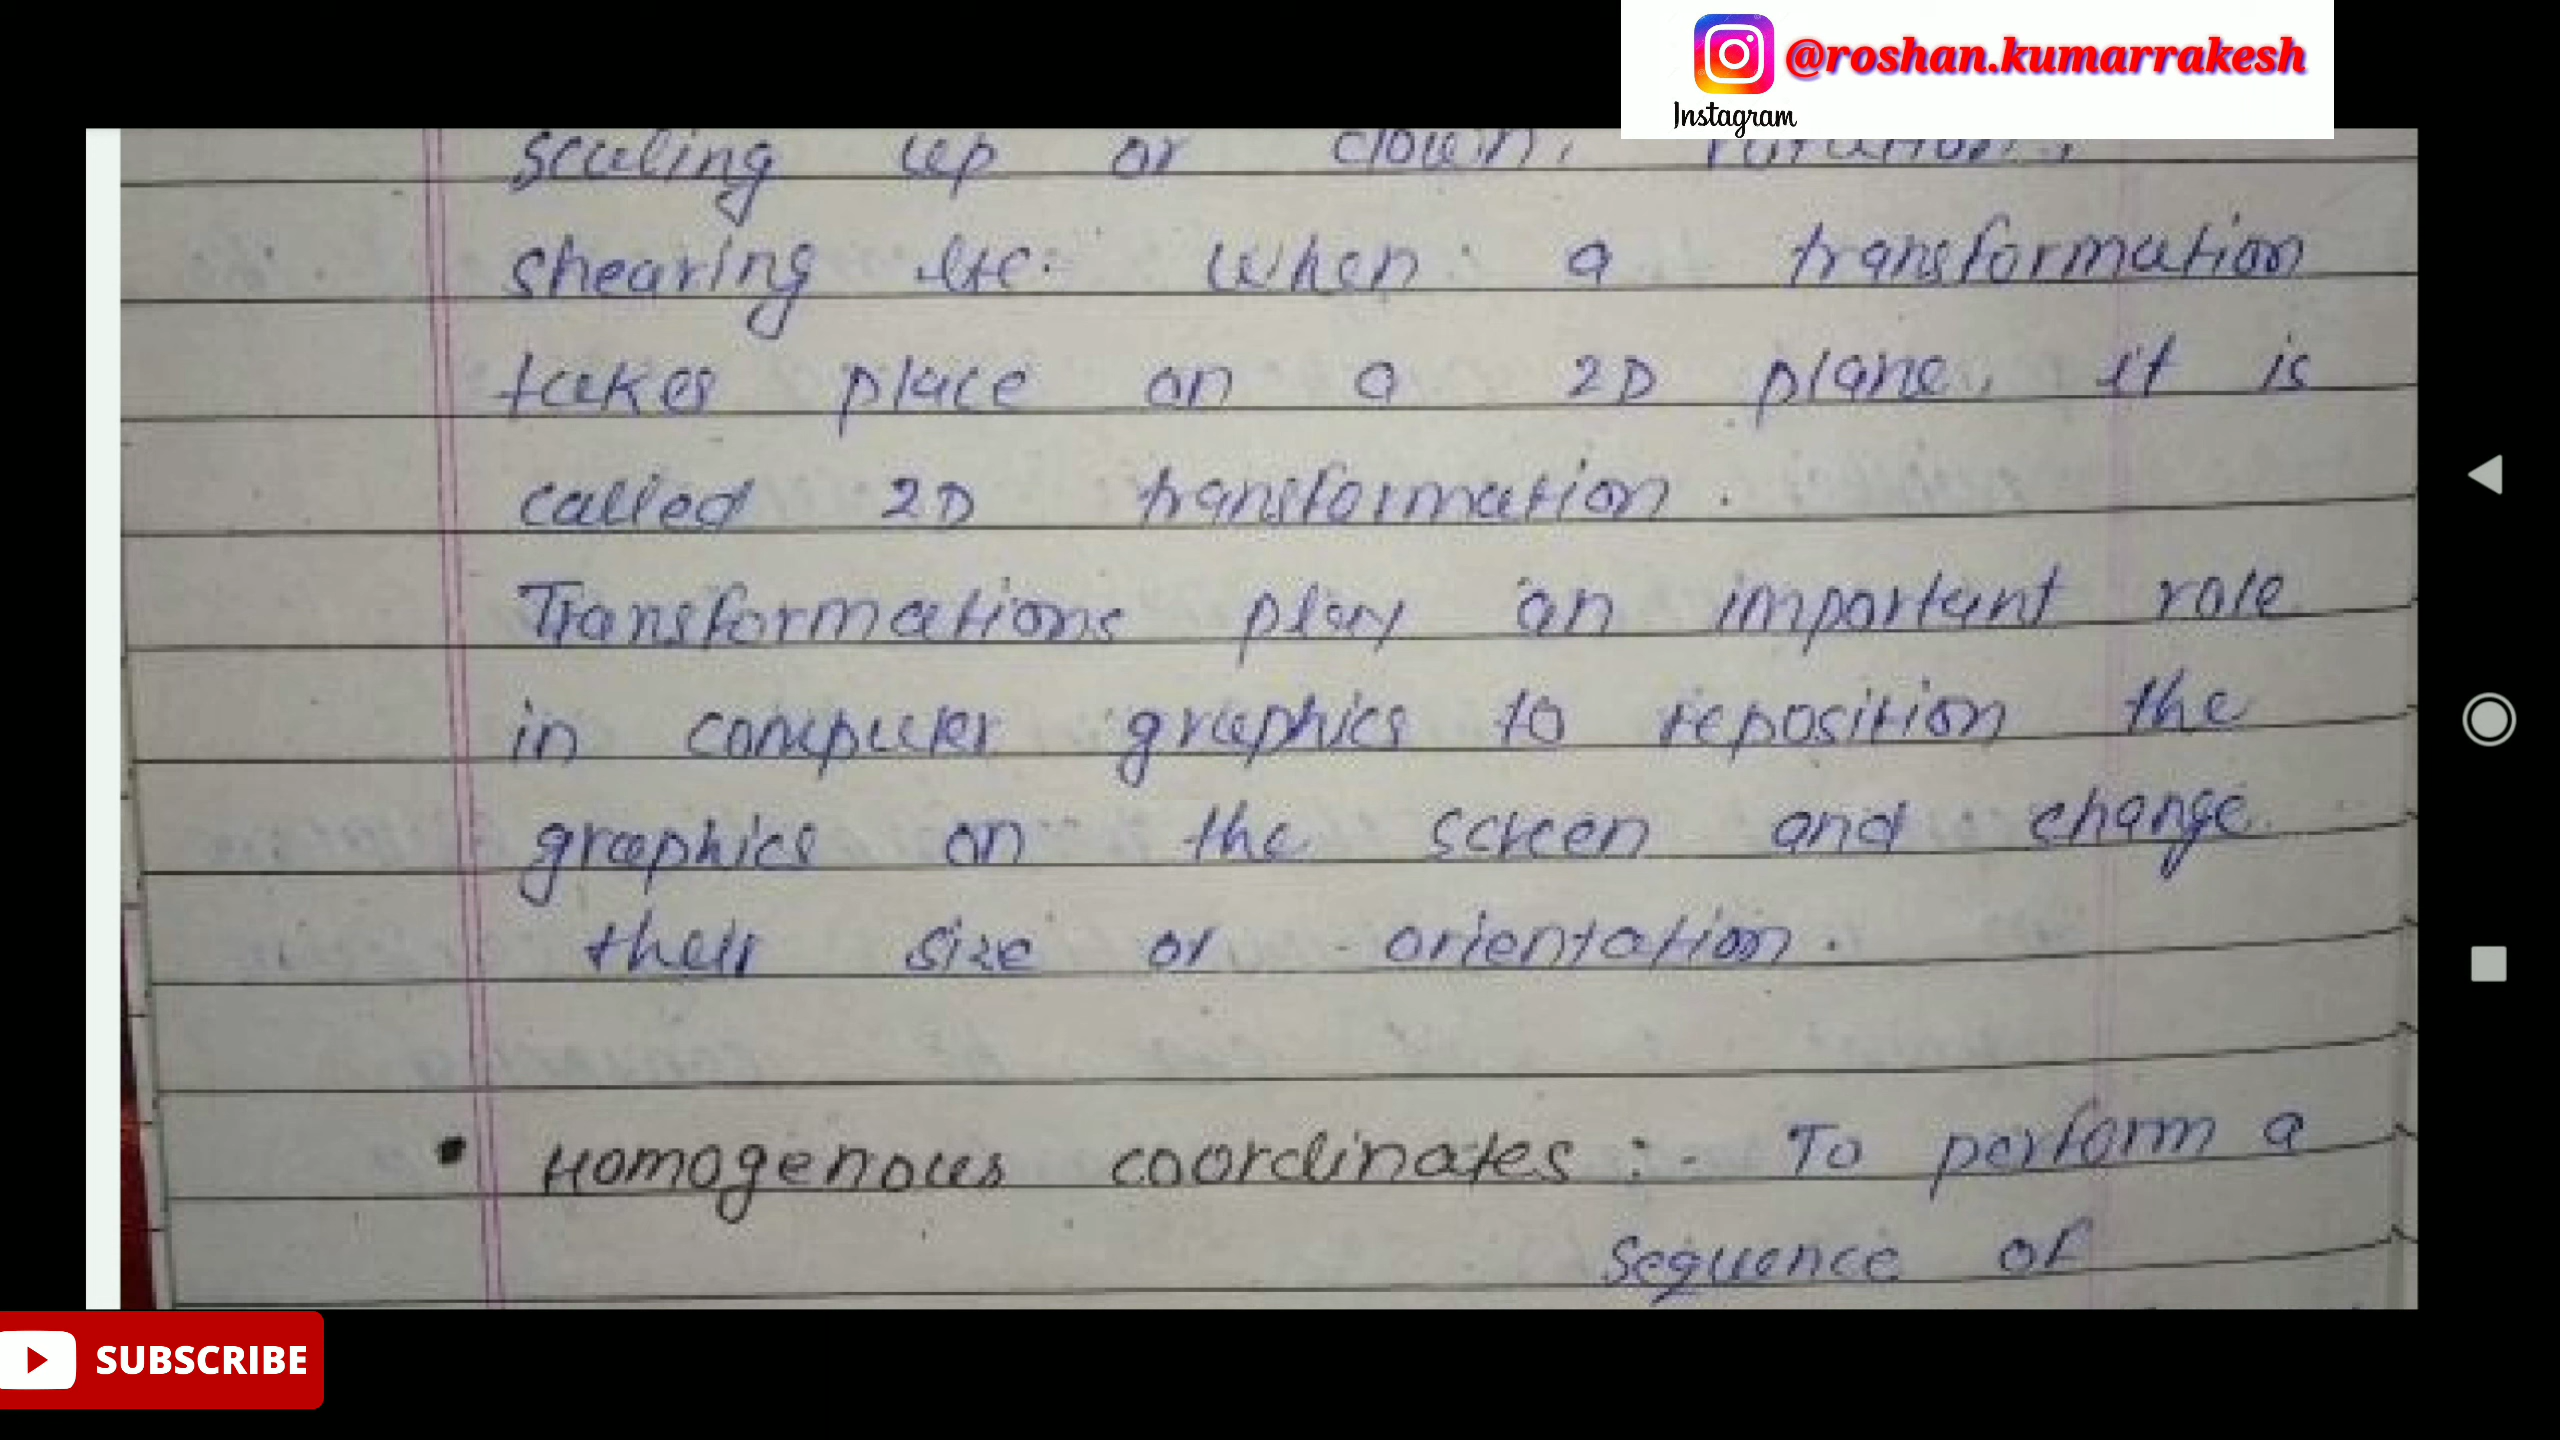 @roshan.kumarrakesh
Instagram
scaling up or down, rotation,
shearing etc. When a transformation
takes place on a 2D plane, it is
called 2D transformation.
Transformations play an important role
in computer graphics to reposition the
graphics on the screen and change
their size or orientation.
• Homogenous coordinates :- To perform a
sequence of
SUBSCRIBE